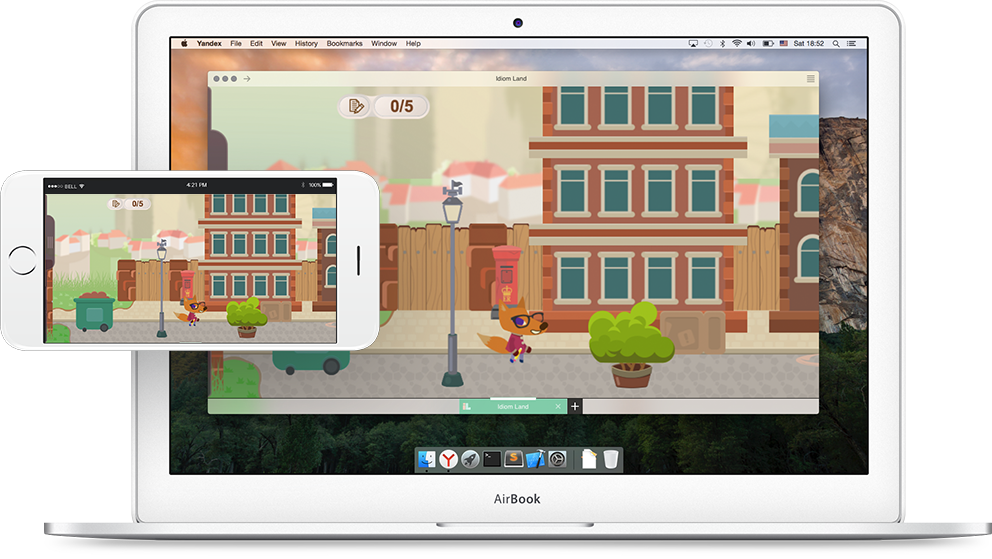 Yandex File Edit View History Bookmarks Window Help Sat 18:52
Idiom Land
0/5
BELL 4:21 PM 100%
0/5
Idiom Land
AirBook